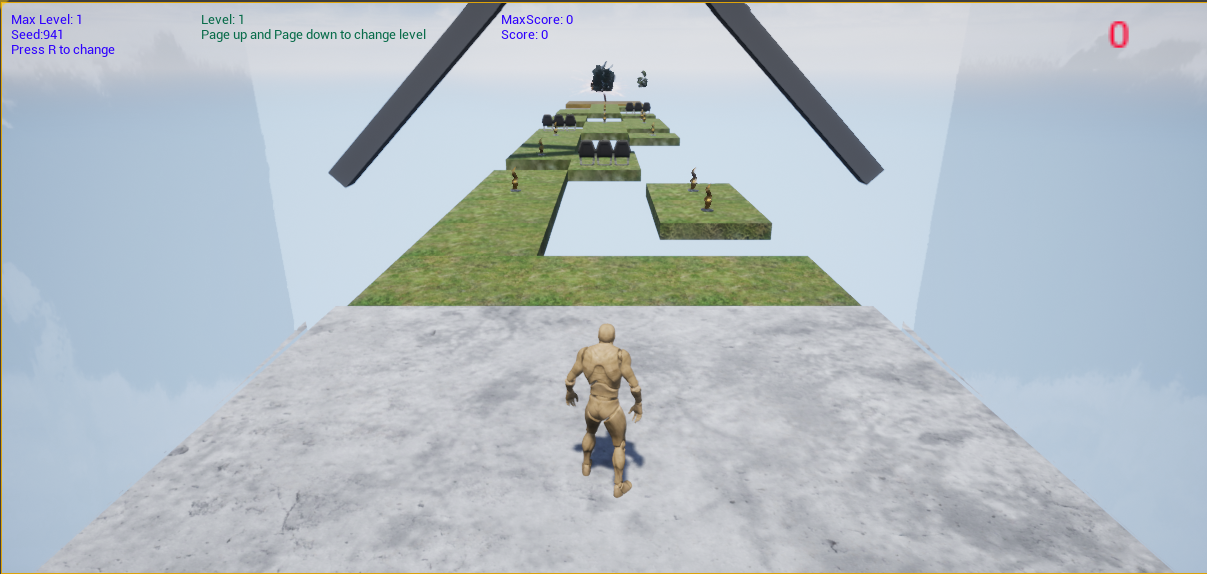 Max Level: 1
Seed:941
Press R to change
Level: 1
Page up and Page down to change level
MaxScore: 0
Score: 0
0